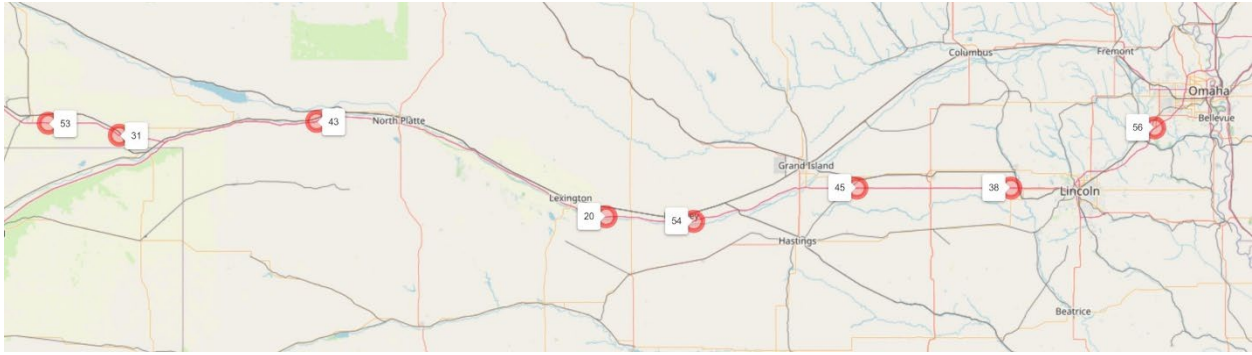 Columbus
Fremont
Omaha
Bellevue
53
31
43
North Platte
56
Grand Island
45
38
Lincoln
Lexington
20
54
Hastings
Beatrice